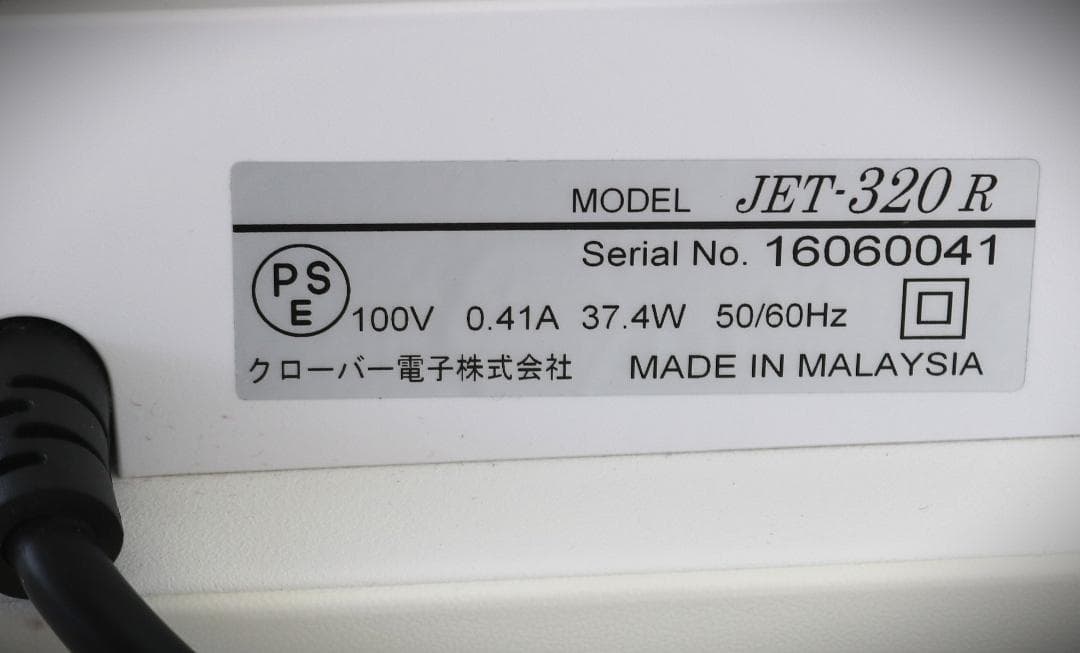 MODEL JET-320 R
Serial No. 16060041
PS
E
100V 0.41A 37.4W 50/60Hz
クローバー電子株式会社 MADE IN MALAYSIA